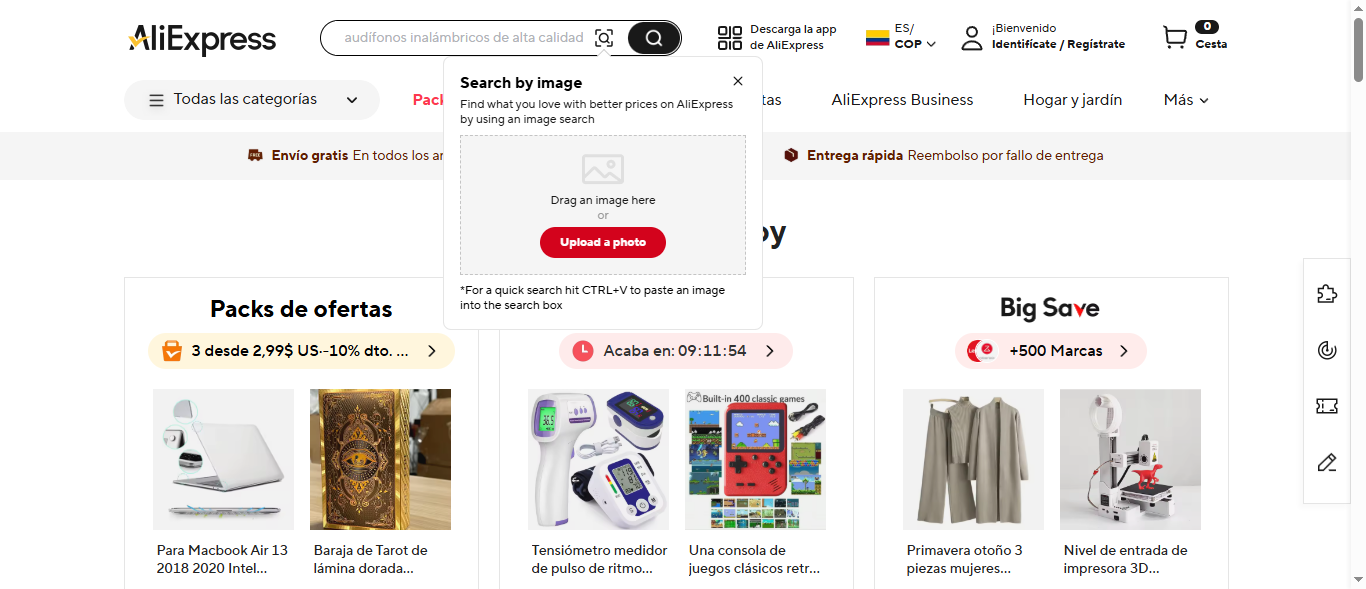 AliExpress
audífonos inalámbricos de alta calidad
Descarga la app
de AliExpress
ES/
COP
¡Bienvenido
Identifícate / Regístrate
0
Cesta
Todas las categorías
AliExpress Business
Hogar y jardín
Más
Search by image
Find what you love with better prices on AliExpress
by using an image search
Drag an image here
or
Upload a photo
*For a quick search hit CTRL+V to paste an image
into the search box
Envío gratis En todos los
Entrega rápida Reembolso por fallo de entrega
Packs de ofertas
3 desde 2,99$ US·-10% dto. ...
Acaba en: 09:11:54
Big Save
+500 Marcas
Built-in 400 classic games
Para Macbook Air 13
2018 2020 Intel...
Baraja de Tarot de
lámina dorada...
Tensiómetro medidor
de pulso de ritmo...
Una consola de
juegos clásicos retr...
Primavera otoño 3
piezas mujeres...
Nivel de entrada de
impresora 3D...